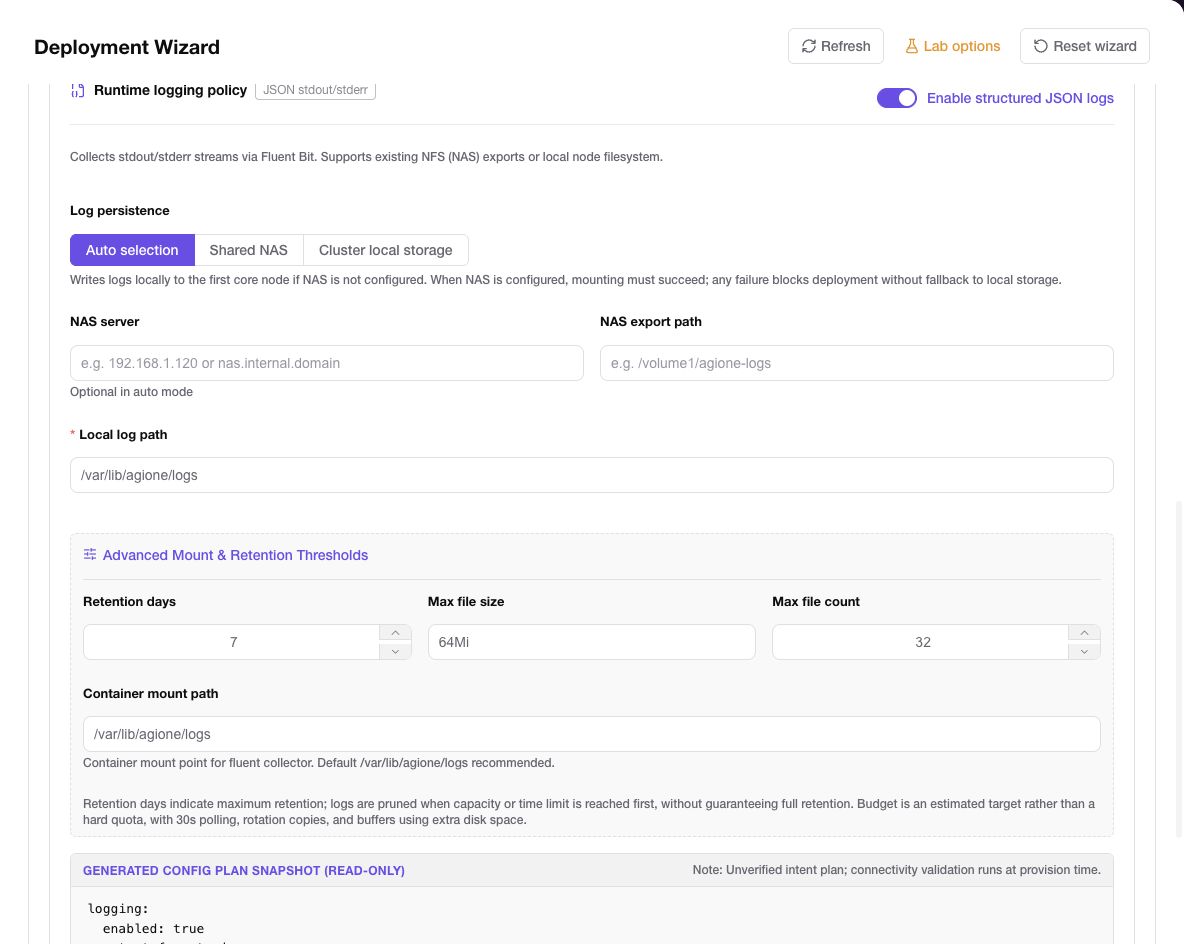 Deployment Wizard
Refresh
Lab options
Reset wizard
Runtime logging policy
JSON stdout/stderr
Enable structured JSON logs
Collects stdout/stderr streams via Fluent Bit. Supports existing NFS (NAS) exports or local node filesystem.
Log persistence
Auto selection
Shared NAS
Cluster local storage
Writes logs locally to the first core node if NAS is not configured. When NAS is configured, mounting must succeed; any failure blocks deployment without fallback to local storage.
NAS server
NAS export path
e.g. 192.168.1.120 or nas.internal.domain
e.g. /volume1/agione-logs
Optional in auto mode
* Local log path
/var/lib/agione/logs
Advanced Mount & Retention Thresholds
Retention days
Max file size
Max file count
7
64Mi
32
Container mount path
/var/lib/agione/logs
Container mount point for fluent collector. Default /var/lib/agione/logs recommended.
Retention days indicate maximum retention; logs are pruned when capacity or time limit is reached first, without guaranteeing full retention. Budget is an estimated target rather than a
hard quota, with 30s polling, rotation copies, and buffers using extra disk space.
GENERATED CONFIG PLAN SNAPSHOT (READ-ONLY)
Note: Unverified intent plan; connectivity validation runs at provision time.
logging:
enabled: true